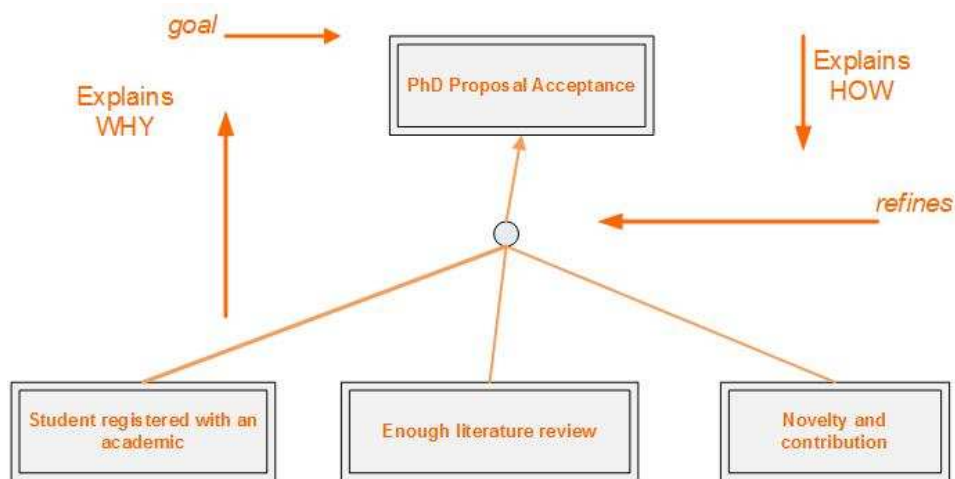 goal
PhD Proposal Acceptance
Explains
HOW
Explains
WHY
refines
Student registered with an
academic
Enough literature review
Novelty and
contribution